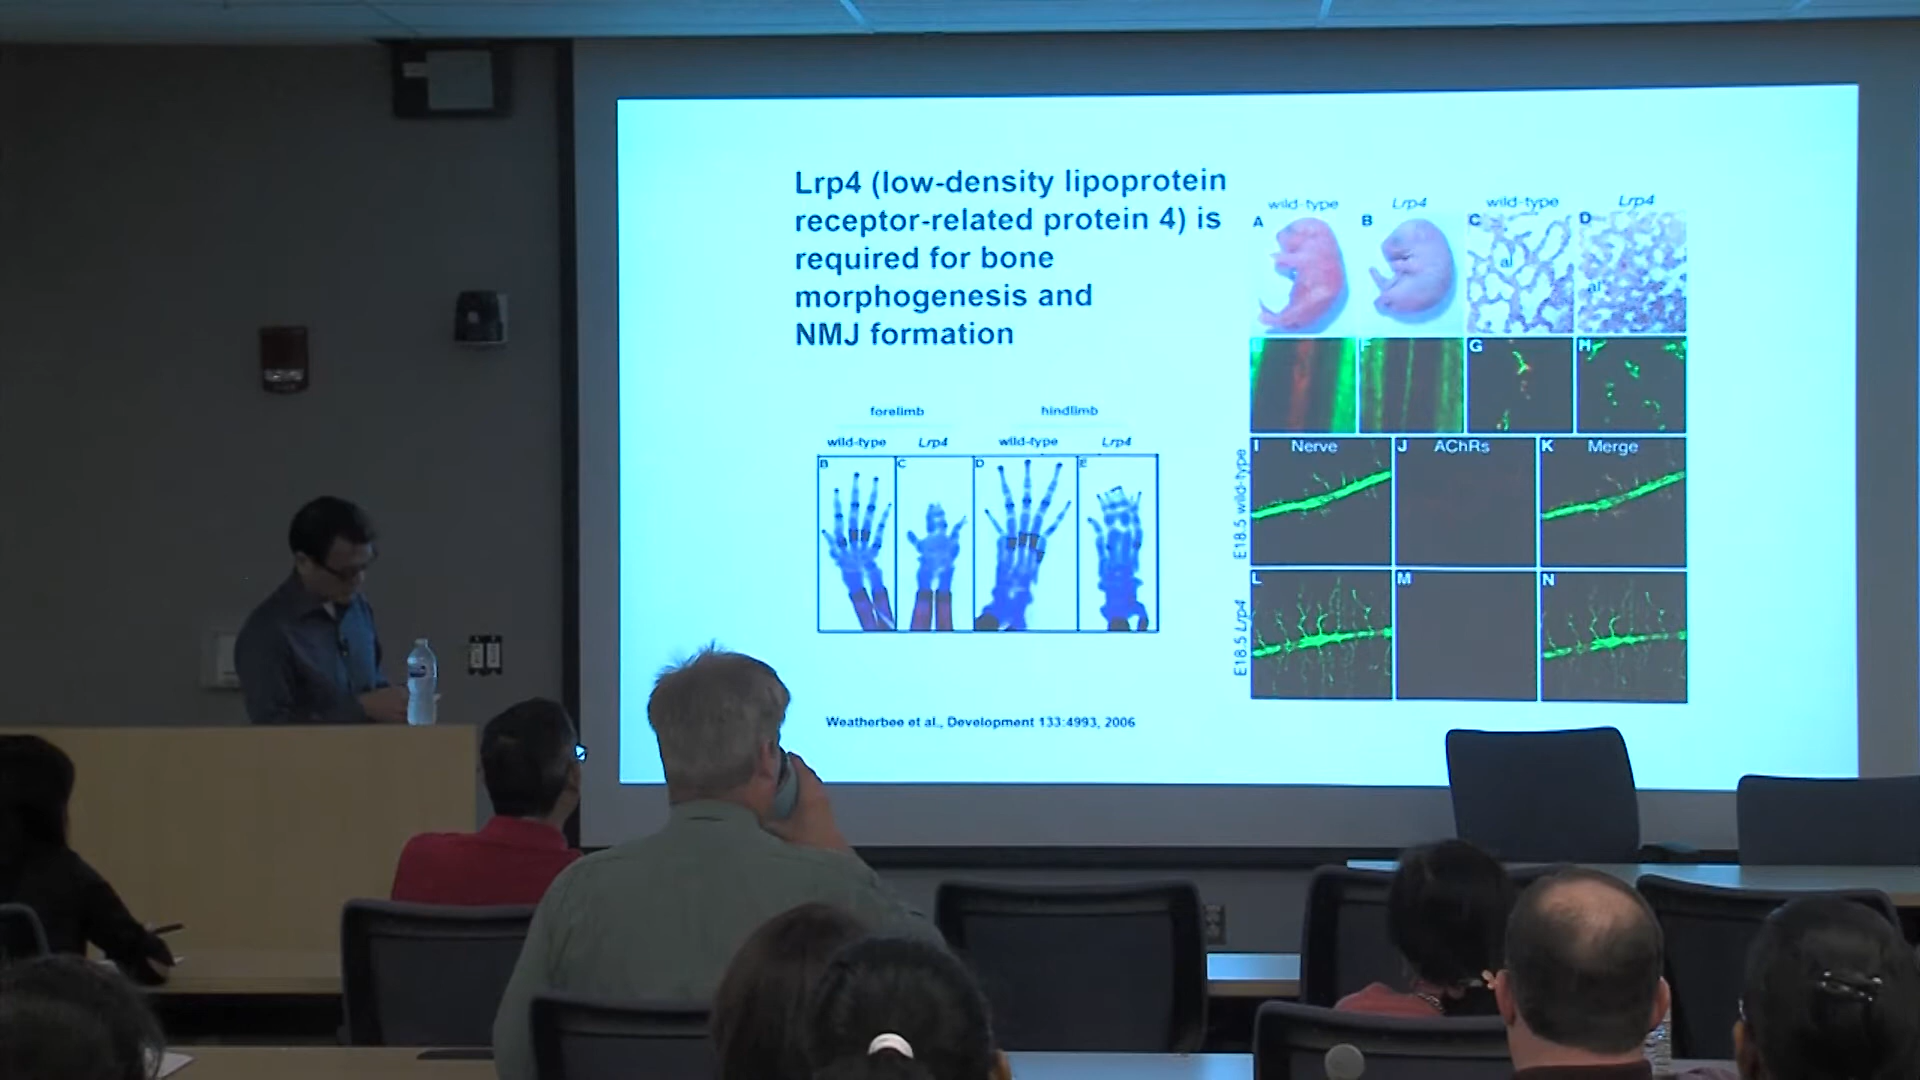 Lrp4 (low-density lipoprotein
receptor-related protein 4) is
required for bone
morphogenesis and
NMJ formation
forelimb hindlimb
wild-type Lrp4 wild-type Lrp4
B C D E
Weatherbee et al., Development 133:4993, 2006
wild-type Lrp4 wild-type Lrp4
A B C D
al
al
F G H
I Nerve J AChRs K Merge
E18.5 wild-type
L M N
E18.5 Lrp4